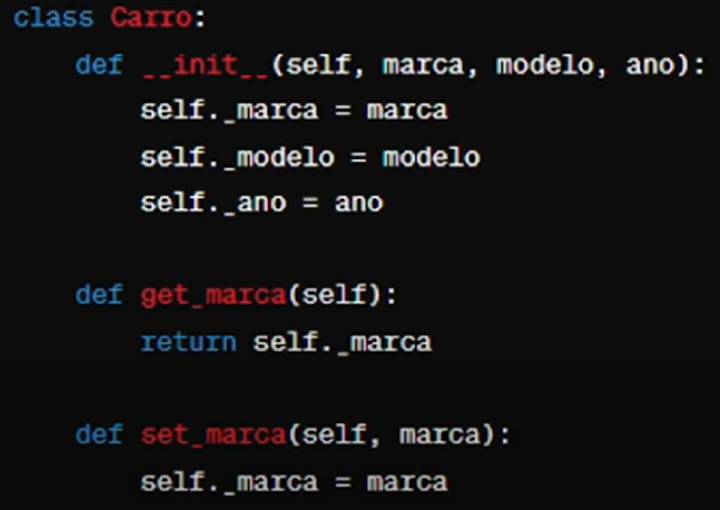 class Carro:
    def __init__(self, marca, modelo, ano):
        self._marca = marca
        self._modelo = modelo
        self._ano = ano

    def get_marca(self):
        return self._marca

    def set_marca(self, marca):
        self._marca = marca